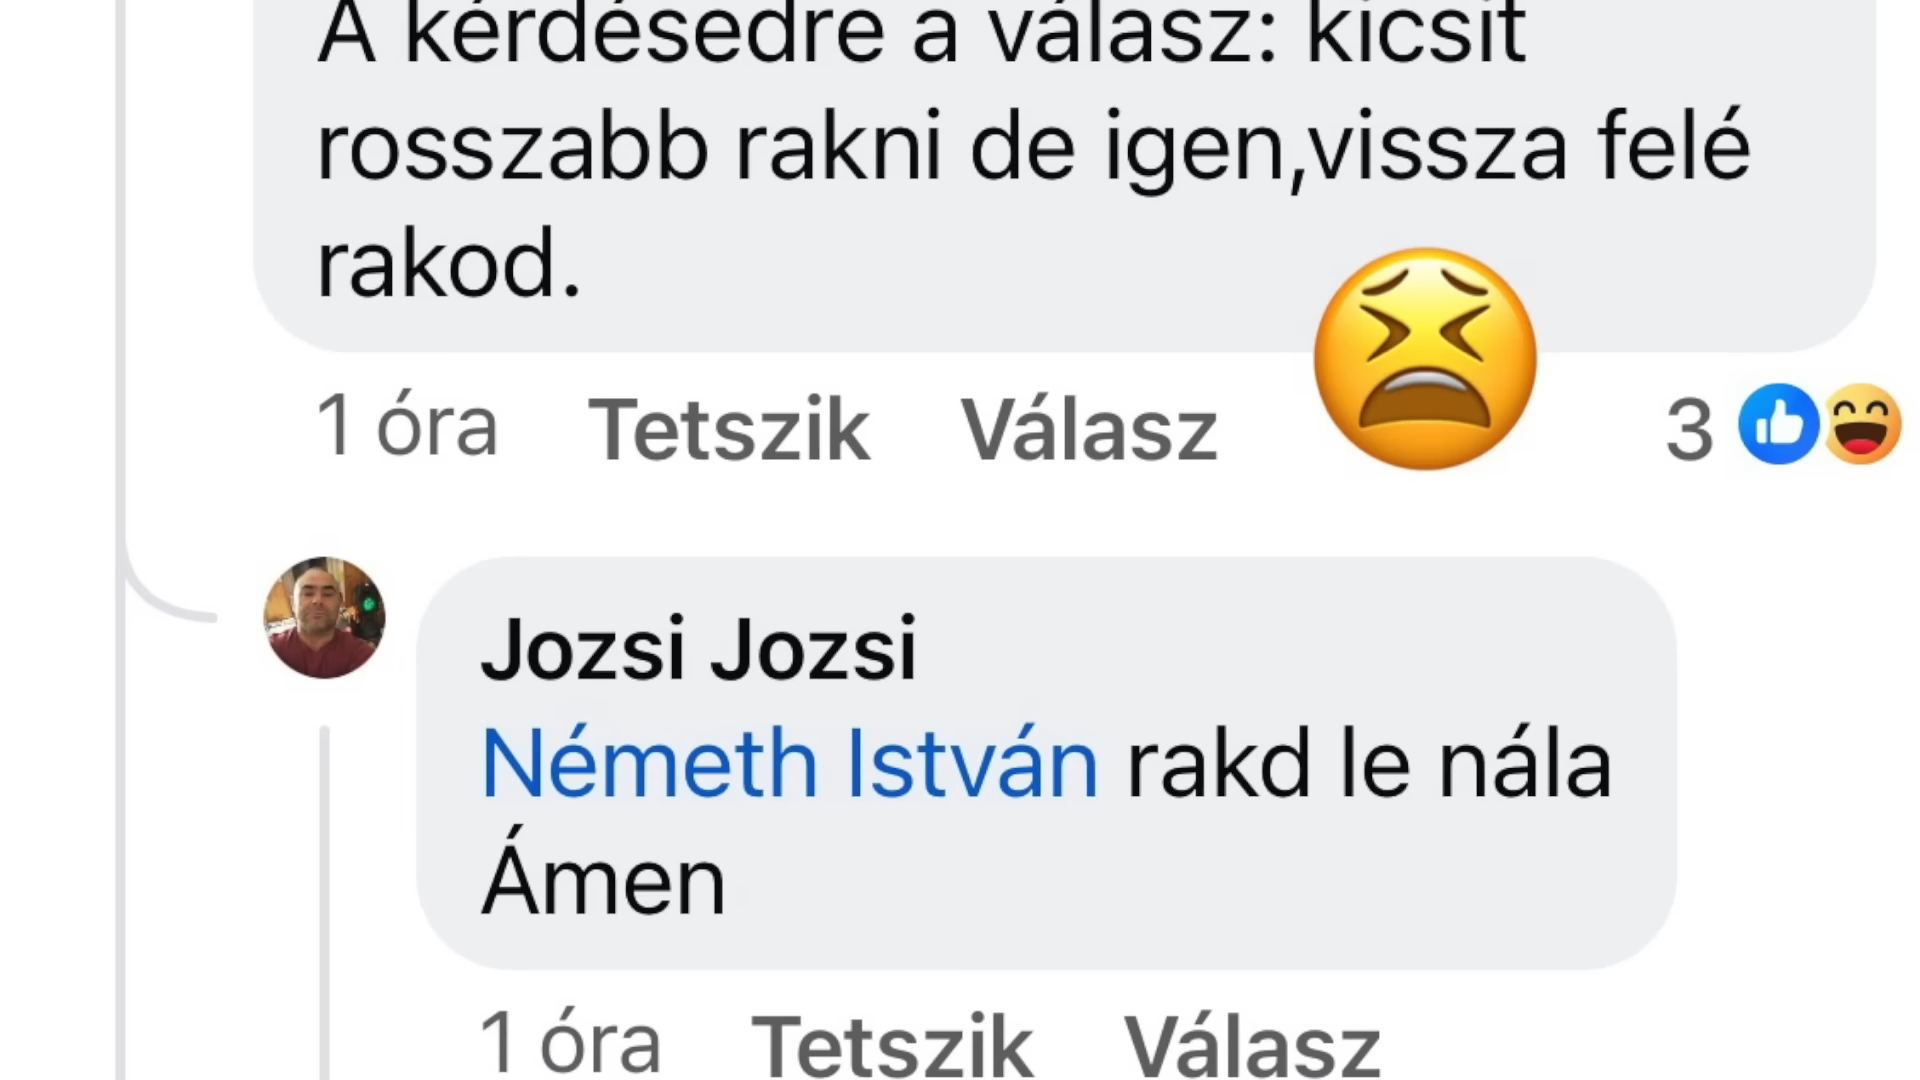 A kérdésedre a válasz: kicsit
rosszabb rakni de igen,vissza felé
rakod.
1 óra Tetszik Válasz 3
Jozsi Jozsi
Németh István rakd le nála
Ámen
1 óra Tetszik Válasz